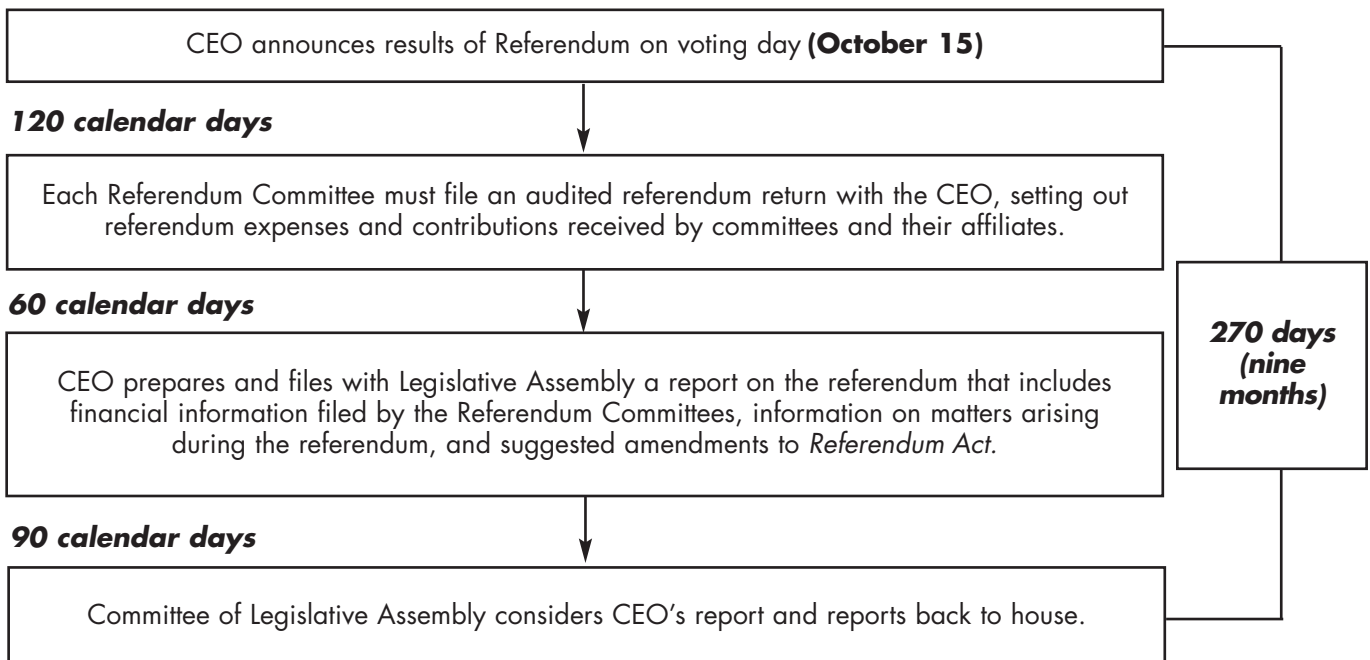 CEO announces results of Referendum on voting day (October 15)
120 calendar days
Each Referendum Committee must file an audited referendum return with the CEO, setting out
referendum expenses and contributions received by committees and their affiliates.
60 calendar days
CEO prepares and files with Legislative Assembly a report on the referendum that includes
financial information filed by the Referendum Committees, information on matters arising
during the referendum, and suggested amendments to Referendum Act.
90 calendar days
Committee of Legislative Assembly considers CEO’s report and reports back to house.
270 days
(nine
months)